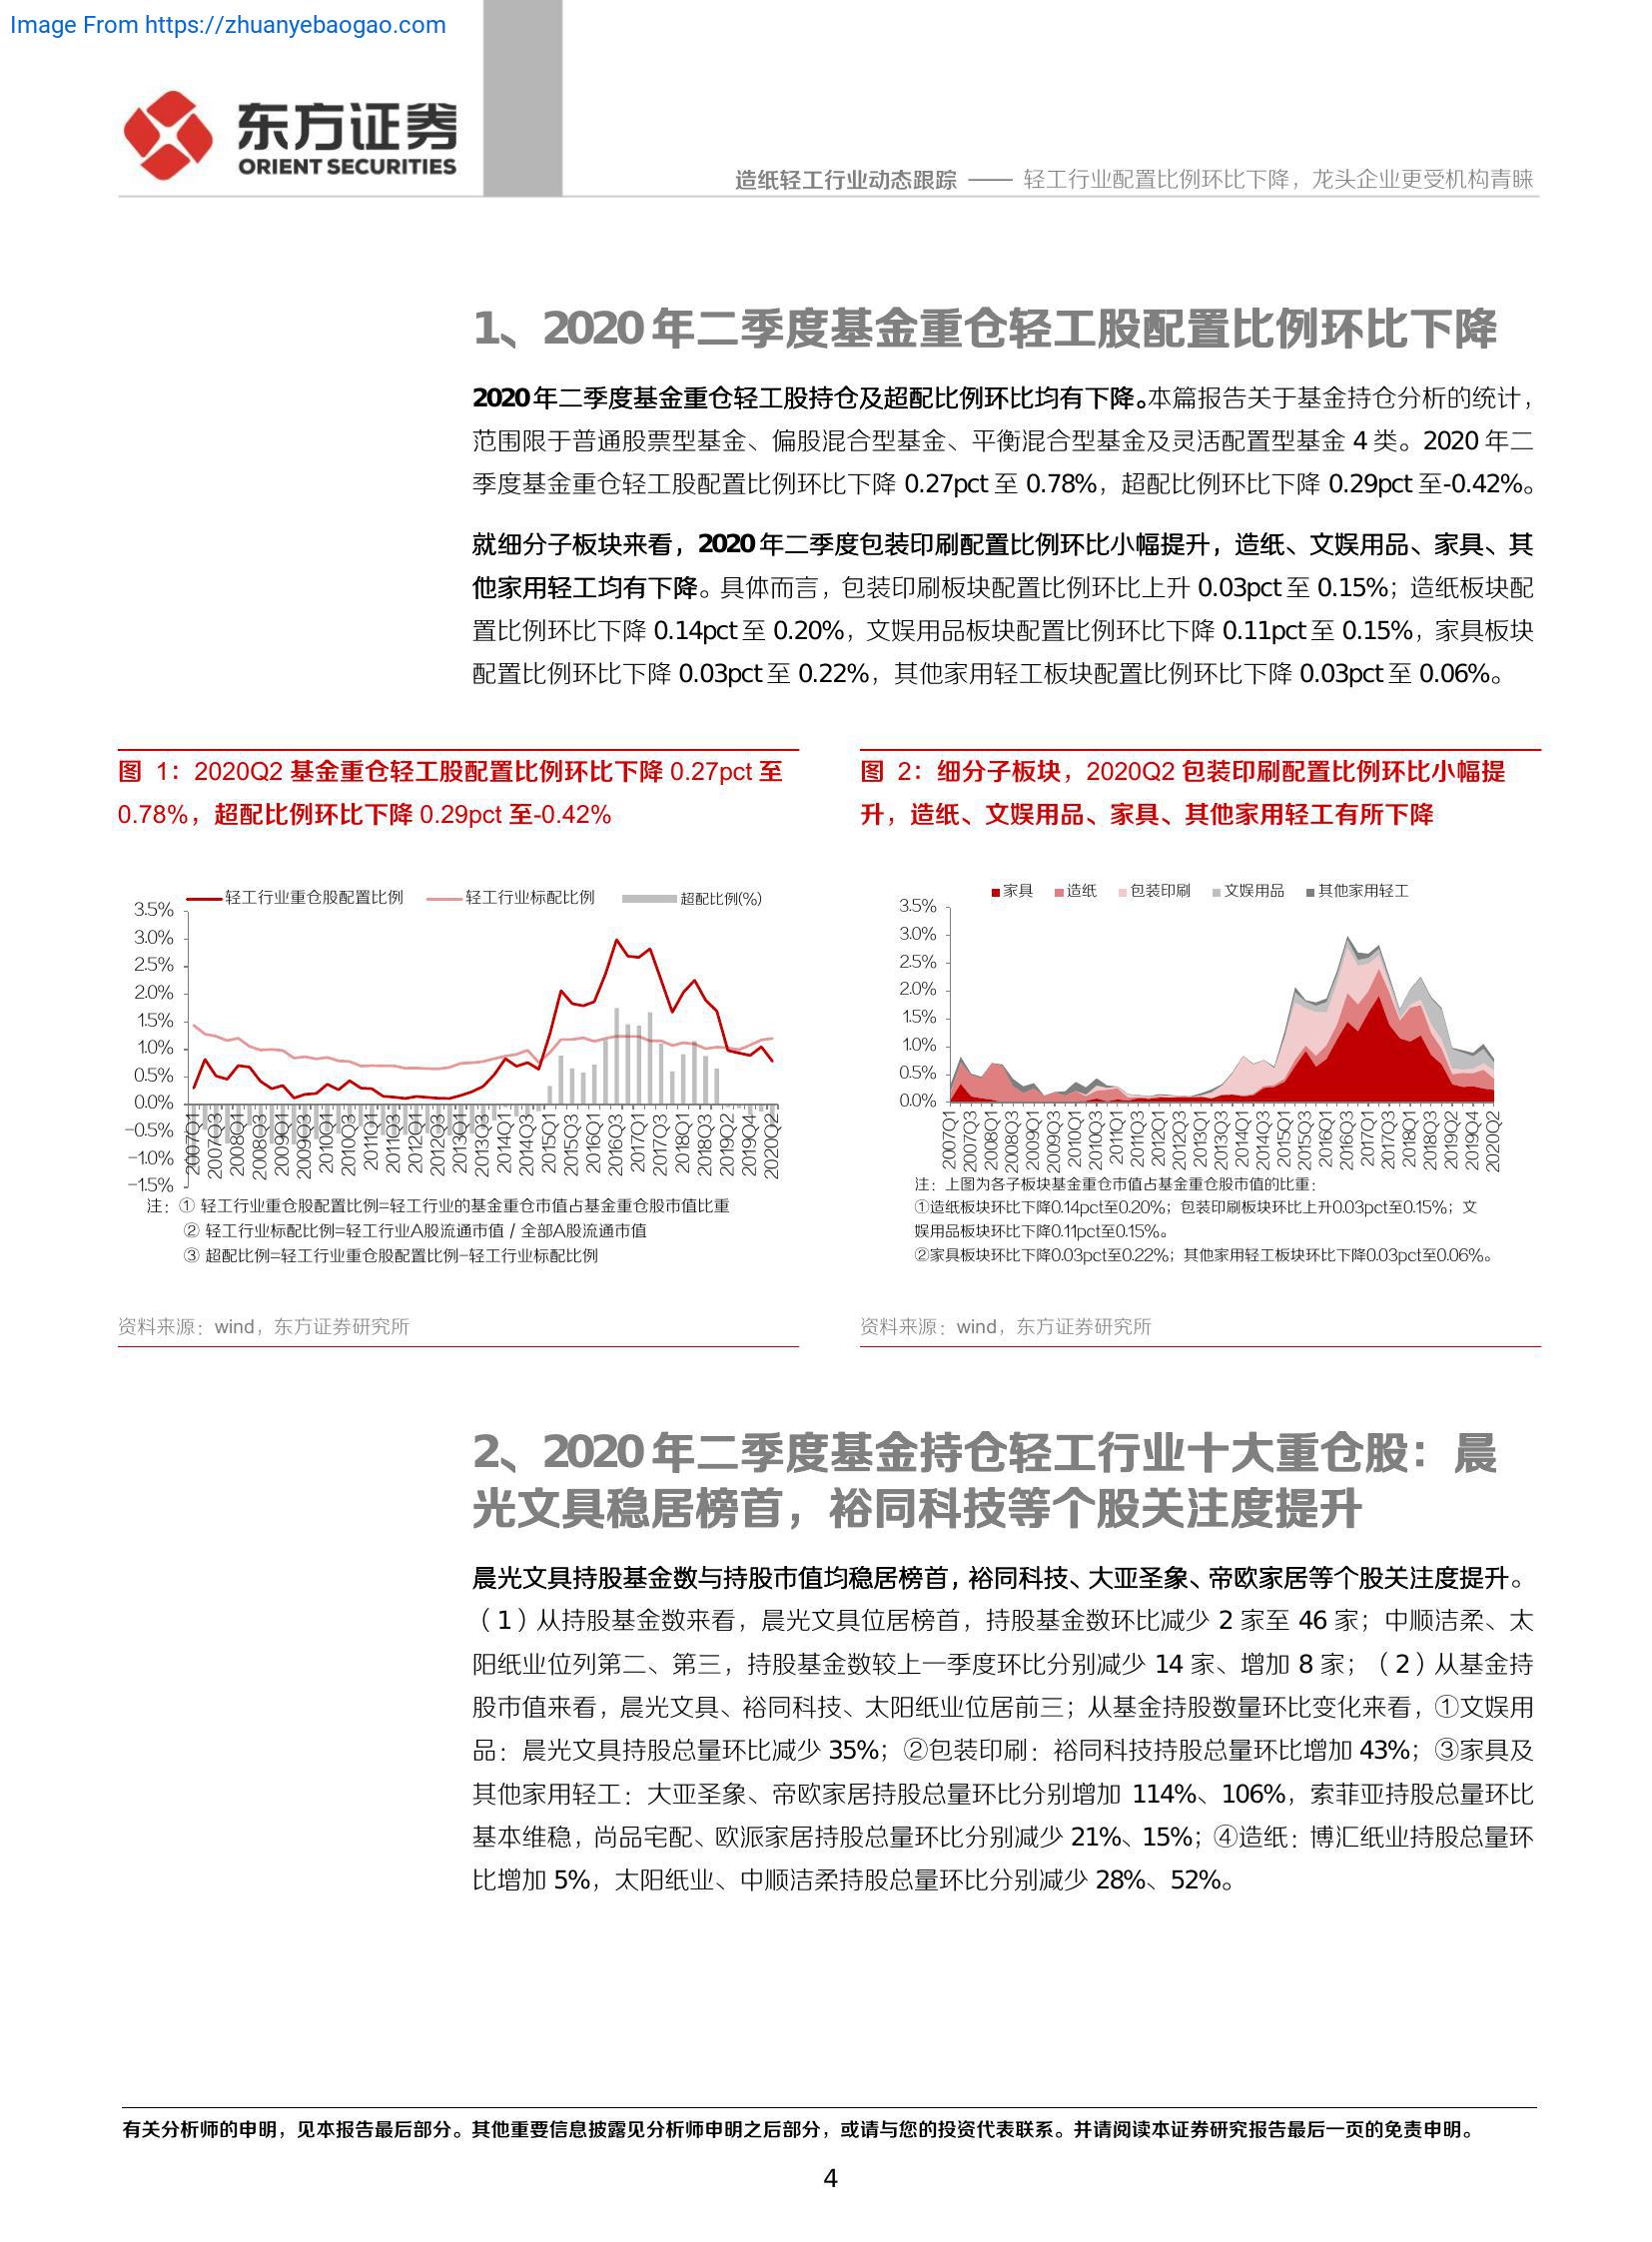 Image From https://zhuanyebaogao.com
东方证券
ORIENT SECURITIES
造纸轻工行业动态跟踪 —— 轻工行业配置比例环比下降，龙头企业更受机构青睐
1、2020年二季度基金重仓轻工股配置比例环比下降
2020年二季度基金重仓轻工股持仓及超配比例环比均有下降。本篇报告关于基金持仓分析的统计，
范围限于普通股票型基金、偏股混合型基金、平衡混合型基金及灵活配置型基金 4 类。2020 年二
季度基金重仓轻工股配置比例环比下降 0.27pct 至 0.78%，超配比例环比下降 0.29pct 至-0.42%。
就细分子板块来看，2020年二季度包装印刷配置比例环比小幅提升，造纸、文娱用品、家具、其
他家用轻工均有下降。具体而言，包装印刷板块配置比例环比上升 0.03pct 至 0.15%；造纸板块配
置比例环比下降 0.14pct 至 0.20%，文娱用品板块配置比例环比下降 0.11pct 至 0.15%，家具板块
配置比例环比下降 0.03pct 至 0.22%，其他家用轻工板块配置比例环比下降 0.03pct 至 0.06%。
图 1：2020Q2 基金重仓轻工股配置比例环比下降 0.27pct 至
0.78%，超配比例环比下降 0.29pct 至-0.42%
轻工行业重仓股配置比例 轻工行业标配比例 超配比例(%)
3.5%
3.0%
2.5%
2.0%
1.5%
1.0%
0.5%
0.0%
-0.5%
-1.0%
-1.5%
2007Q1 2007Q3 2008Q1 2008Q3 2009Q1 2009Q3 2010Q1 2010Q3 2011Q1 2011Q3 2012Q1 2012Q3 2013Q1 2013Q3 2014Q1 2014Q3 2015Q1 2015Q3 2016Q1 2016Q3 2017Q1 2017Q3 2018Q1 2018Q3 2019Q2 2019Q4 2020Q2
注：① 轻工行业重仓股配置比例=轻工行业的基金重仓市值占基金重仓股市值比重
② 轻工行业标配比例=轻工行业A股流通市值 / 全部A股流通市值
③ 超配比例=轻工行业重仓股配置比例-轻工行业标配比例
资料来源：wind，东方证券研究所
图 2：细分子板块，2020Q2 包装印刷配置比例环比小幅提
升，造纸、文娱用品、家具、其他家用轻工有所下降
家具 造纸 包装印刷 文娱用品 其他家用轻工
3.5%
3.0%
2.5%
2.0%
1.5%
1.0%
0.5%
0.0%
2007Q1 2007Q3 2008Q1 2008Q3 2009Q1 2009Q3 2010Q1 2010Q3 2011Q1 2011Q3 2012Q1 2012Q3 2013Q1 2013Q3 2014Q1 2014Q3 2015Q1 2015Q3 2016Q1 2016Q3 2017Q1 2017Q3 2018Q1 2018Q3 2019Q2 2019Q4 2020Q2
注：上图为各子板块基金重仓市值占基金重仓股市值的比重：
①造纸板块环比下降0.14pct至0.20%；包装印刷板块环比上升0.03pct至0.15%；文
娱用品板块环比下降0.11pct至0.15%。
②家具板块环比下降0.03pct至0.22%；其他家用轻工板块环比下降0.03pct至0.06%。
资料来源：wind，东方证券研究所
2、2020年二季度基金持仓轻工行业十大重仓股：晨
光文具稳居榜首，裕同科技等个股关注度提升
晨光文具持股基金数与持股市值均稳居榜首，裕同科技、大亚圣象、帝欧家居等个股关注度提升。
（1）从持股基金数来看，晨光文具位居榜首，持股基金数环比减少 2 家至 46 家；中顺洁柔、太
阳纸业位列第二、第三，持股基金数较上一季度环比分别减少 14 家、增加 8 家；（2）从基金持
股市值来看，晨光文具、裕同科技、太阳纸业位居前三；从基金持股数量环比变化来看，①文娱用
品：晨光文具持股总量环比减少 35%；②包装印刷：裕同科技持股总量环比增加 43%；③家具及
其他家用轻工：大亚圣象、帝欧家居持股总量环比分别增加 114%、106%，索菲亚持股总量环比
基本维稳，尚品宅配、欧派家居持股总量环比分别减少 21%、15%；④造纸：博汇纸业持股总量环
比增加 5%，太阳纸业、中顺洁柔持股总量环比分别减少 28%、52%。
有关分析师的申明，见本报告最后部分。其他重要信息披露见分析师申明之后部分，或请与您的投资代表联系。并请阅读本证券研究报告最后一页的免责申明。
4